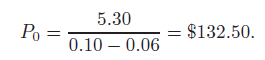 P₀ = 5.30 / (0.10 – 0.06) = $132.50.